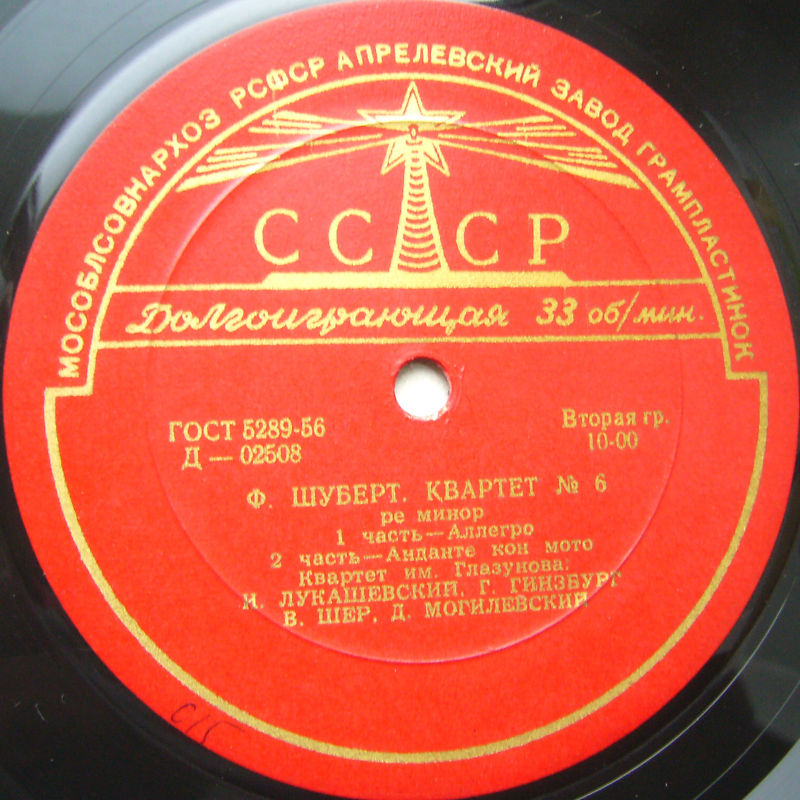 МОСОБЛСОВНАРХОЗ РСФСР АПРЕЛЕВСКИЙ ЗАВОД ГРАМПЛАСТИНОК
СССР
Долгоиграющая 33 об/мин.
ГОСТ 5289-56
Д — 02508
Вторая гр.
10-00
Ф. ШУБЕРТ. КВАРТЕТ № 6
ре минор
1 часть — Аллегро
2 часть — Анданте кон мото
Квартет им. Глазунова:
И. ЛУКАШЕВСКИЙ, Г. ГИНЗБУРГ
В. ШЕР, Д. МОГИЛЕВСКИЙ